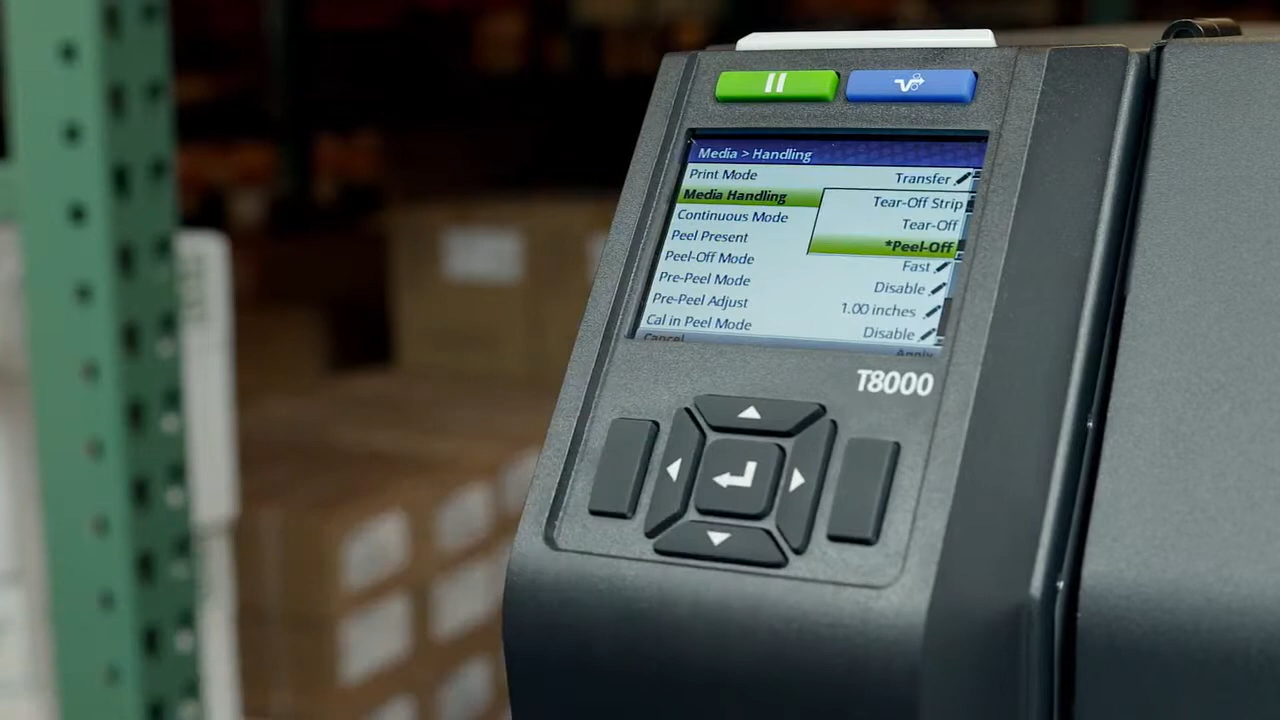 Media > Handling
Print Mode Transfer
Media Handling Tear-Off Strip
Continuous Mode Tear-Off
Peel Present *Peel-Off
Peel-Off Mode Fast
Pre-Peel Mode Disable
Pre-Peel Adjust 1.00 inches
Cal in Peel Mode Disable
Cancel Apply
T8000